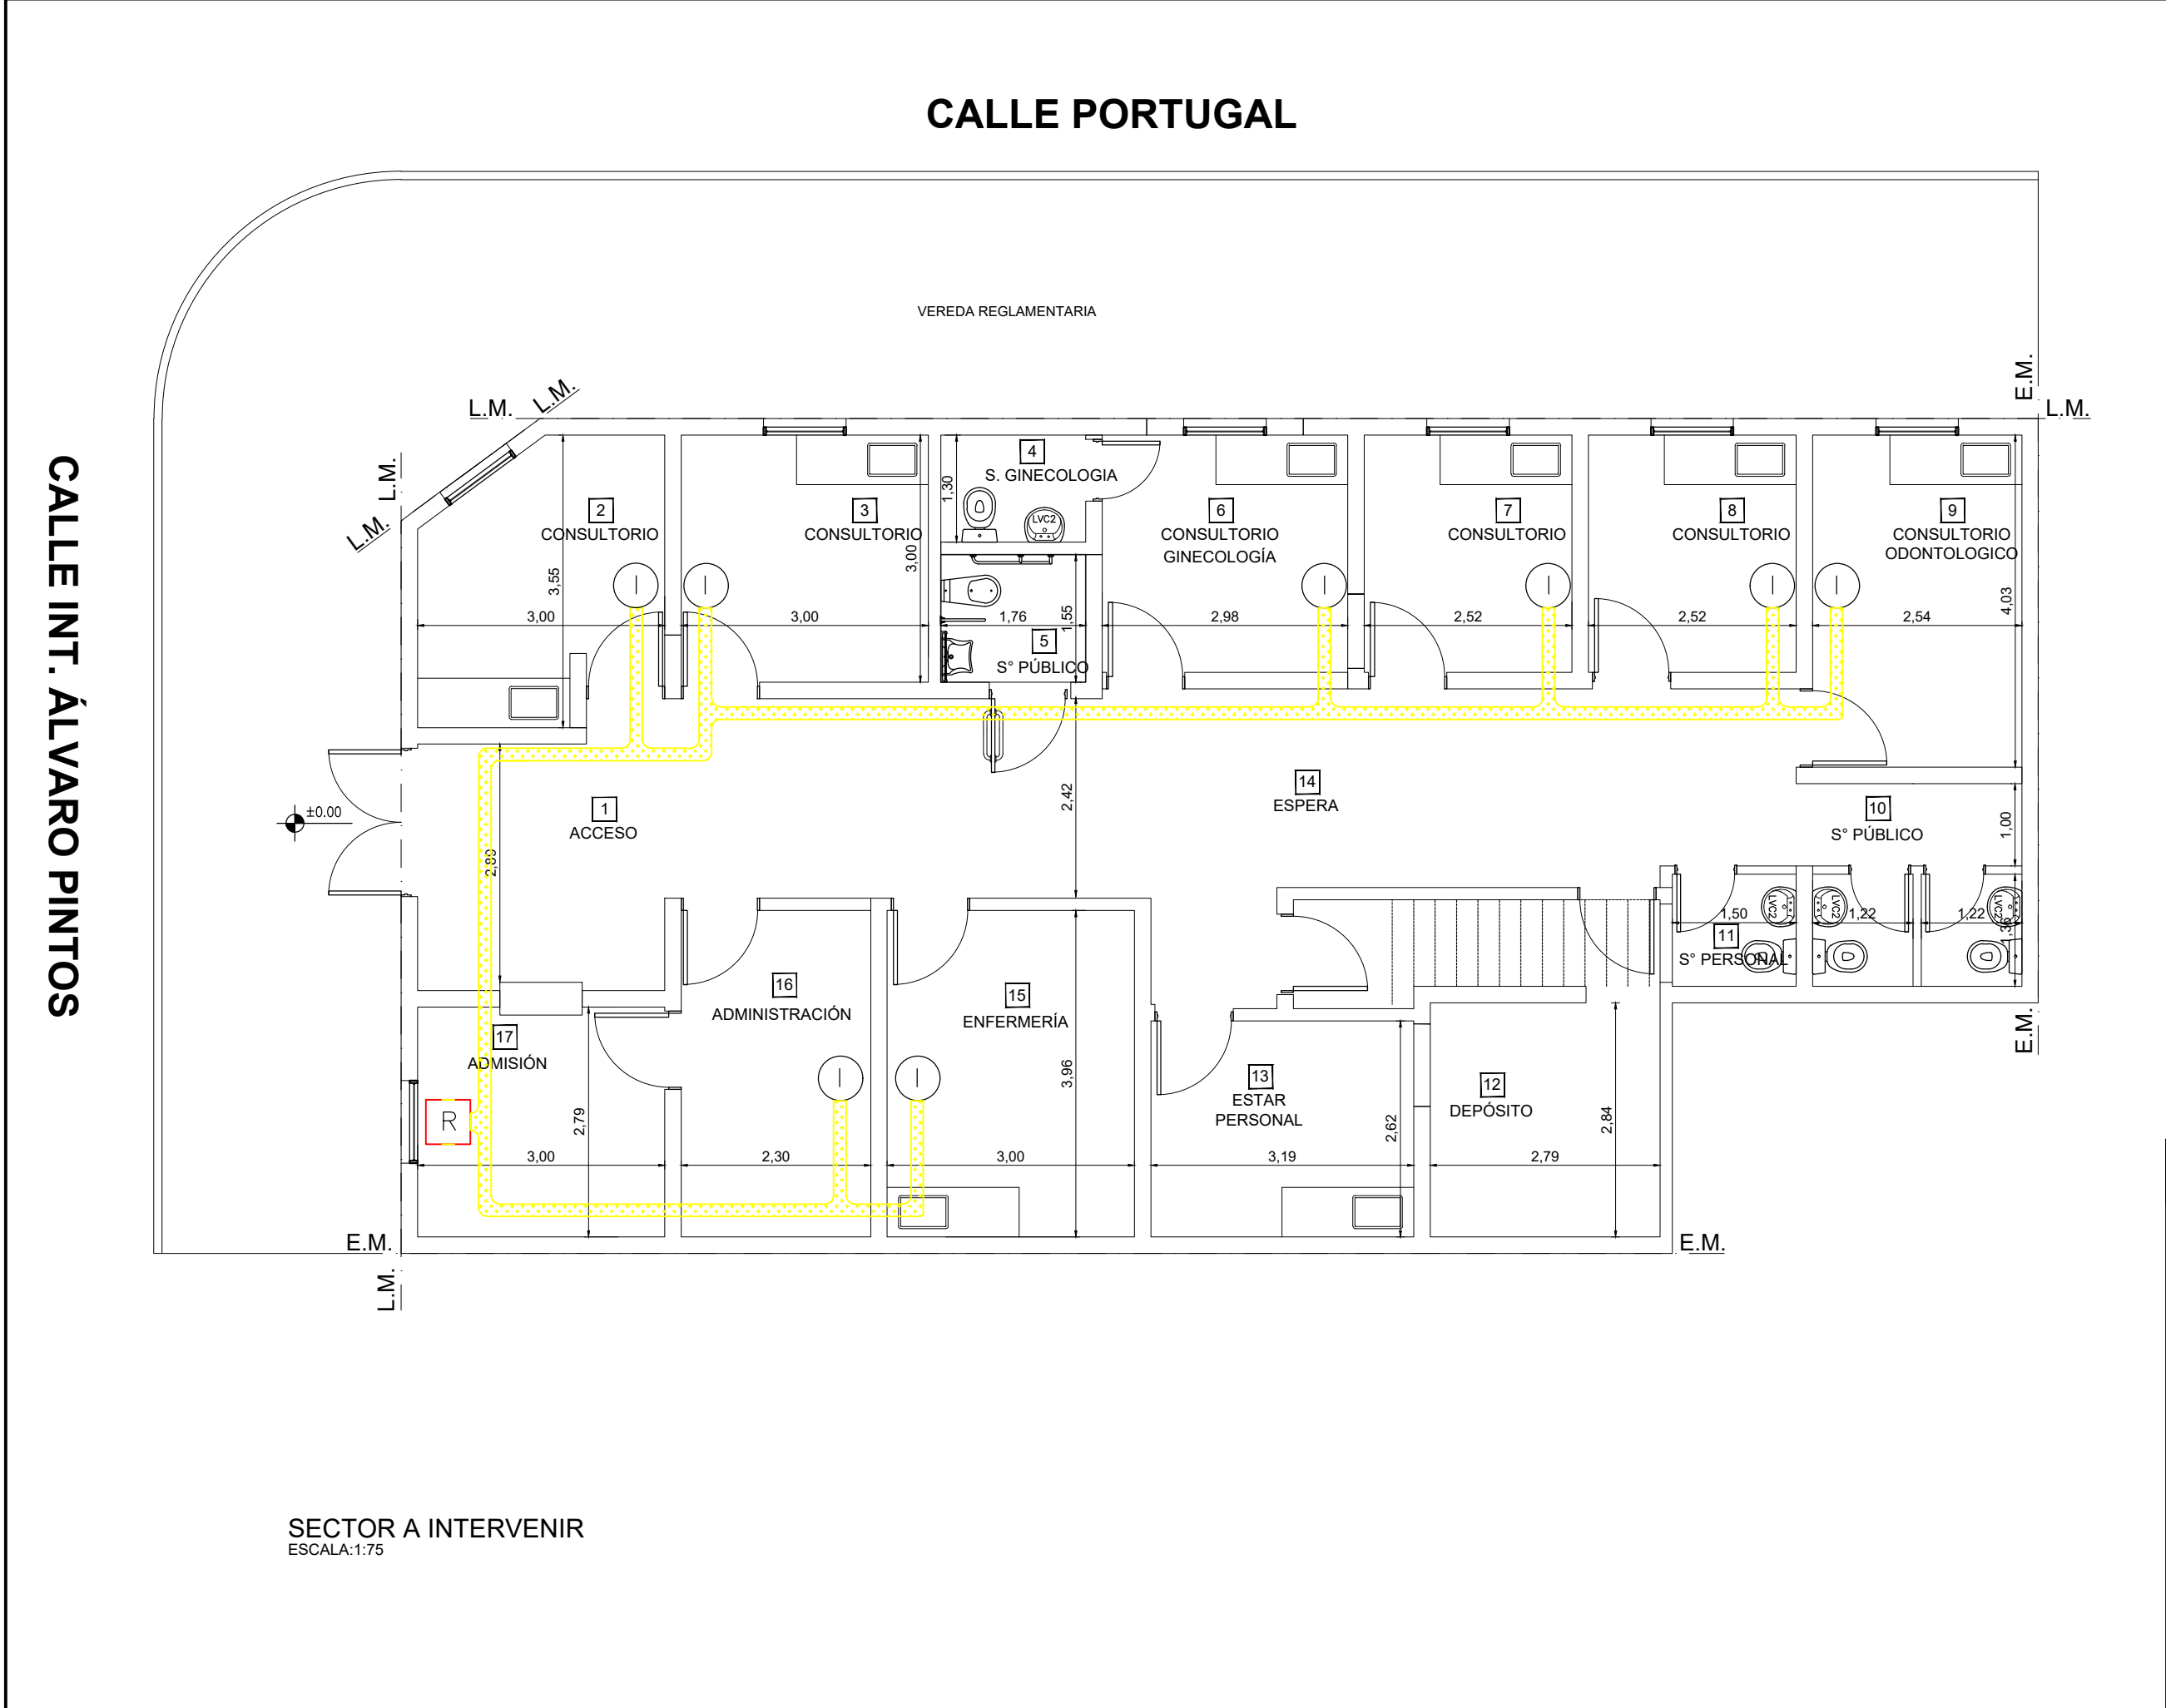 CALLE PORTUGAL
CALLE INT. ÁLVARO PINTOS
VEREDA REGLAMENTARIA
L.M.
L.M.
L.M.
L.M.
E.M.
L.M.
2
CONSULTORIO
3,55
3,00
3
CONSULTORIO
3,00
3,00
4
S. GINECOLOGIA
1,30
LVC2
1,76
1,55
5
S° PÚBLICO
6
CONSULTORIO
GINECOLOGÍA
2,98
7
CONSULTORIO
2,52
8
CONSULTORIO
2,52
9
CONSULTORIO
ODONTOLOGICO
4,03
2,54
±0.00
1
ACCESO
2,42
14
ESPERA
10
S° PÚBLICO
1,00
LVC2
LVC2
LVC2
1,50
1,22
1,22
11
S° PERSONAL
16
ADMINISTRACIÓN
15
ENFERMERÍA
3,96
17
ADMISIÓN
R
2,79
3,00
2,30
3,00
13
ESTAR
PERSONAL
2,62
3,19
12
DEPÓSITO
2,84
2,79
E.M.
E.M.
E.M.
L.M.
SECTOR A INTERVENIR
ESCALA:1:75